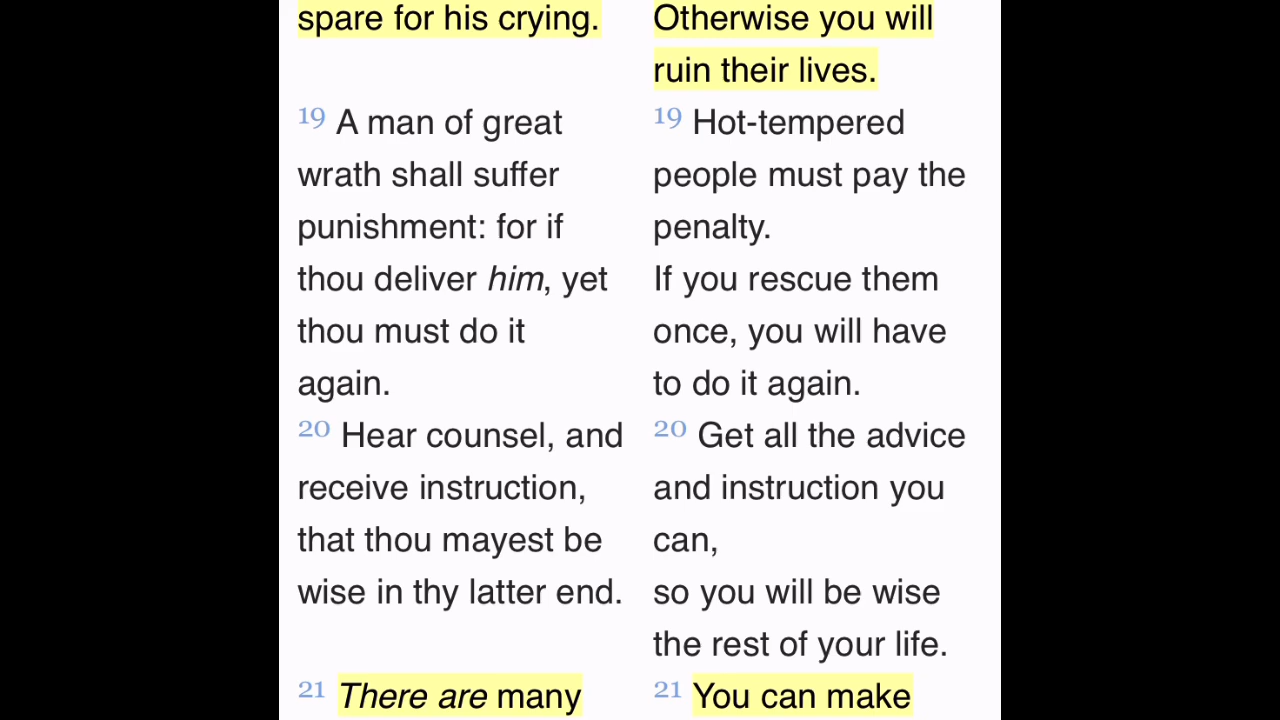 spare for his crying.
19 A man of great
wrath shall suffer
punishment: for if
thou deliver him, yet
thou must do it
again.
20 Hear counsel, and
receive instruction,
that thou mayest be
wise in thy latter end.
21 There are many
Otherwise you will
ruin their lives.
19 Hot-tempered
people must pay the
penalty.
If you rescue them
once, you will have
to do it again.
20 Get all the advice
and instruction you
can,
so you will be wise
the rest of your life.
21 You can make